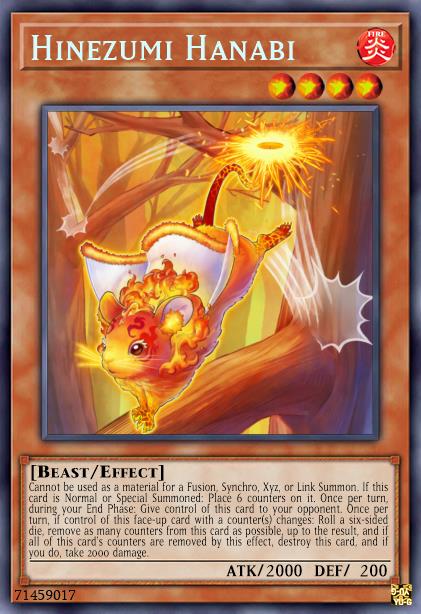 HINEZUMI HANABI
FIRE
炎
[BEAST/EFFECT]
Cannot be used as a material for a Fusion, Synchro, Xyz, or Link Summon. If this
card is Normal or Special Summoned: Place 6 counters on it. Once per turn,
during your End Phase: Give control of this card to your opponent. Once per
turn, if control of this face-up card with a counter(s) changes: Roll a six-sided
die, remove as many counters from this card as possible, up to the result, and if
all of this card's counters are removed by this effect, destroy this card, and if
you do, take 2000 damage.
ATK/2000 DEF/ 200
71459017